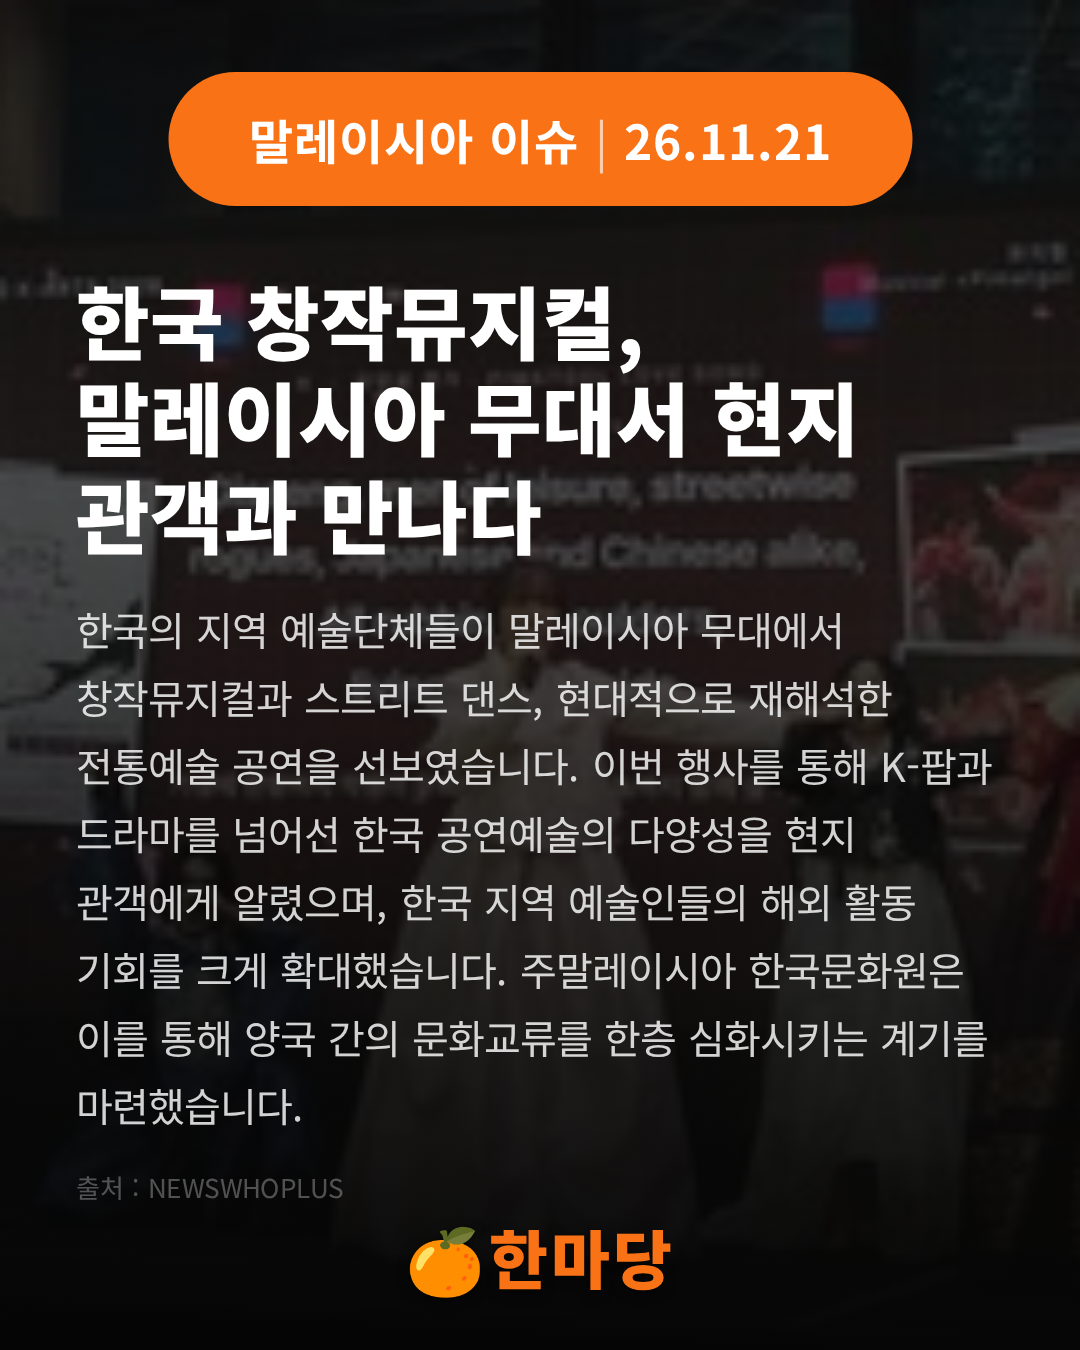 말레이시아 이슈 | 26.11.21
한국 창작뮤지컬,
말레이시아 무대서 현지
관객과 만나다
isure, streetwise
rogues, Japanese and Chinese alike,
한국의 지역 예술단체들이 말레이시아 무대에서
창작뮤지컬과 스트리트 댄스, 현대적으로 재해석한
전통예술 공연을 선보였습니다. 이번 행사를 통해 K-팝과
드라마를 넘어선 한국 공연예술의 다양성을 현지
관객에게 알렸으며, 한국 지역 예술인들의 해외 활동
기회를 크게 확대했습니다. 주말레이시아 한국문화원은
이를 통해 양국 간의 문화교류를 한층 심화시키는 계기를
마련했습니다.
출처 : NEWSWHOPLUS
한마당